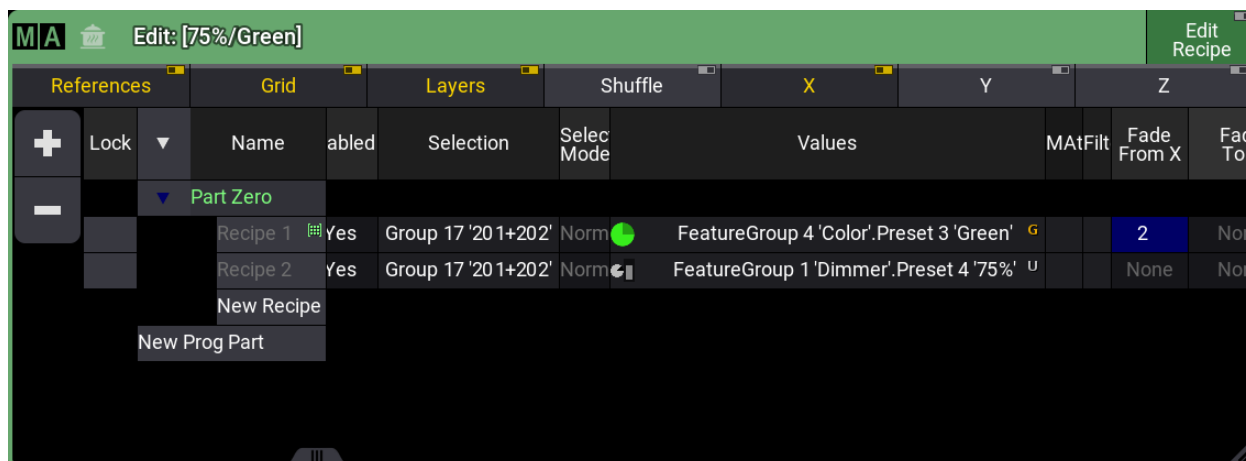 MA Edit: [75%/Green] Edit Recipe
References Grid Layers Shuffle X Y Z
Lock Name abled Selection Selec Mode Values MAtFilt Fade From X Fad To
Part Zero
Recipe 1 Yes Group 17 '201+202' Norm FeatureGroup 4 'Color'.Preset 3 'Green' G 2 Nor
Recipe 2 Yes Group 17 '201+202' Norm FeatureGroup 1 'Dimmer'.Preset 4 '75%' U None Nor
New Recipe
New Prog Part